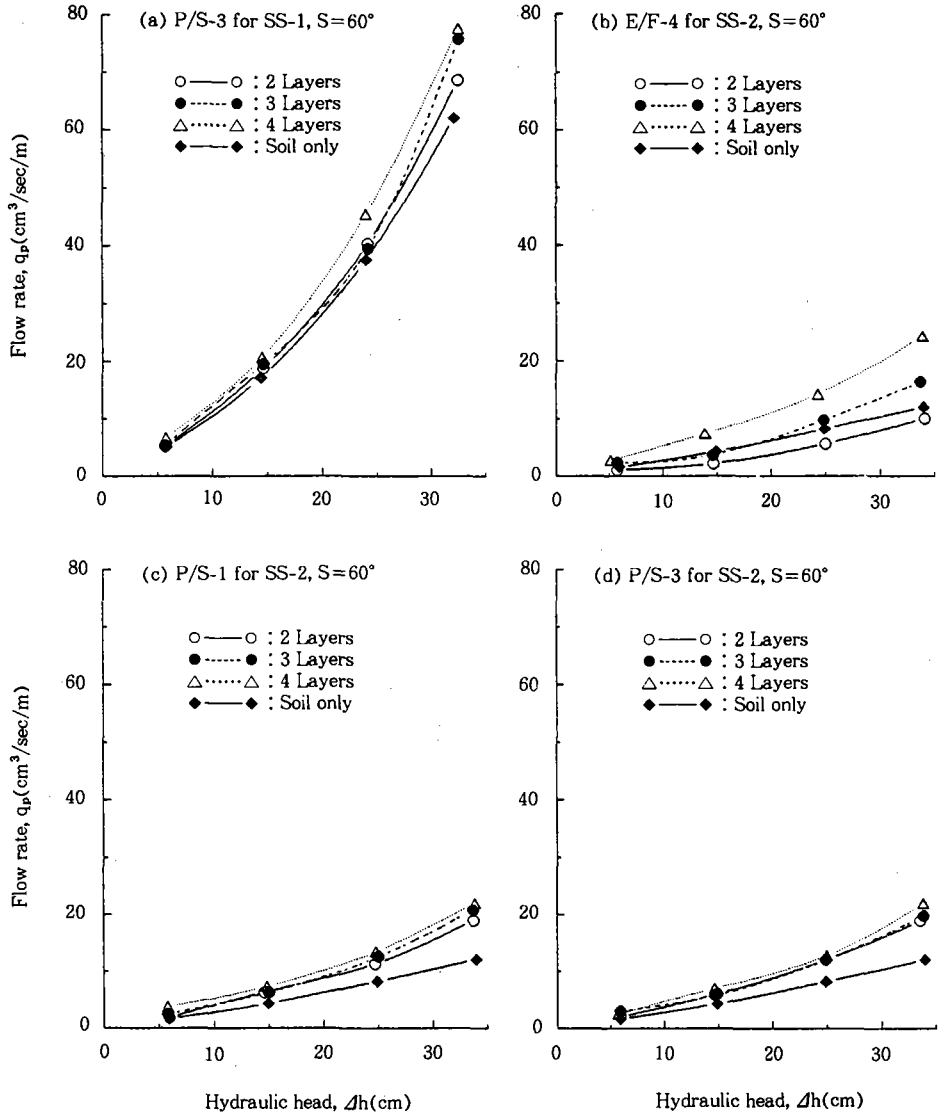 (a) P/S-3 for SS-1, S=60°
2 Layers
3 Layers
4 Layers
: Soil only
Flow rate, qₚ(cm³/sec/m)
80
60
40
20
0
0 10 20 30
(b) E/F-4 for SS-2, S=60°
: 2 Layers
: 3 Layers
: 4 Layers
: Soil only
80
60
40
20
0
0 10 20 30
(c) P/S-1 for SS-2, S=60°
: 2 Layers
: 3 Layers
: 4 Layers
: Soil only
Flow rate, qₚ(cm³/sec/m)
80
60
40
20
0
0 10 20 30
Hydraulic head, Δh(cm)
(d) P/S-3 for SS-2, S=60°
: 2 Layers
: 3 Layers
: 4 Layers
: Soil only
80
60
40
20
0
0 10 20 30
Hydraulic head, Δh(cm)